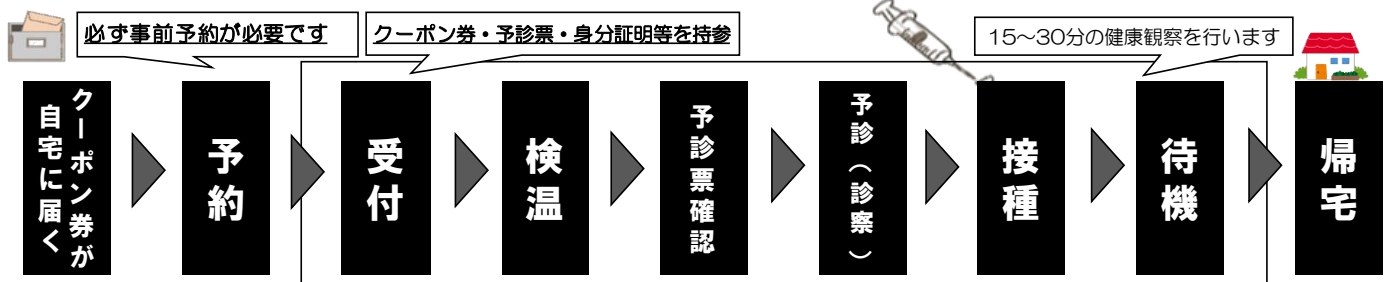 必ず事前予約が必要です
クーポン券・予診票・身分証明等を持参
15～30分の健康観察を行います
クーポン券が
自宅に届く
予約
受付
検温
予診票確認
予診（診察）
接種
待機
帰宅